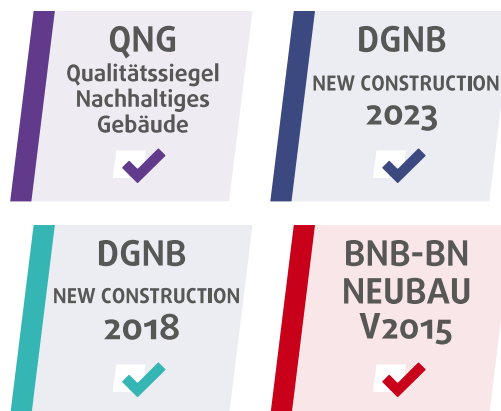 QNG
Qualitätssiegel
Nachhaltiges
Gebäude
DGNB
NEW CONSTRUCTION
2023
DGNB
NEW CONSTRUCTION
2018
BNB-BN
NEUBAU
V2015